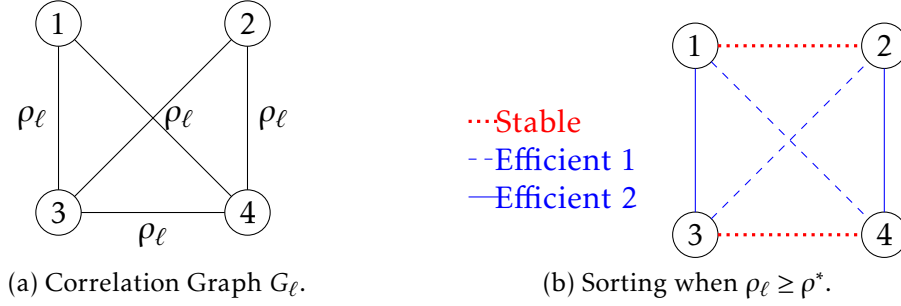 1
2
ρℓ
ρℓ
ρℓ
3
4
ρℓ
(a) Correlation Graph Gℓ.
1
2
Stable
Efficient 1
Efficient 2
3
4
(b) Sorting when ρℓ ≥ ρ*.